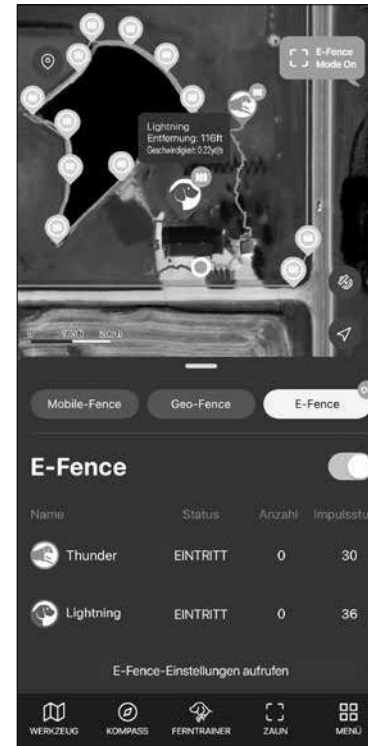 E-Fence
Mode On
Lightning
Entfernung: 116ft
Geschwindigkeit: 0.22yd/s
Mobile-Fence
Geo-Fence
E-Fence
E-Fence
Name Status Anzahl Impulsstu
Thunder EINTRITT 0 30
Lightning EINTRITT 0 36
E-Fence-Einstellungen aufrufen
WERKZEUG KOMPASS FERNTRAINER ZAUN MENÜ